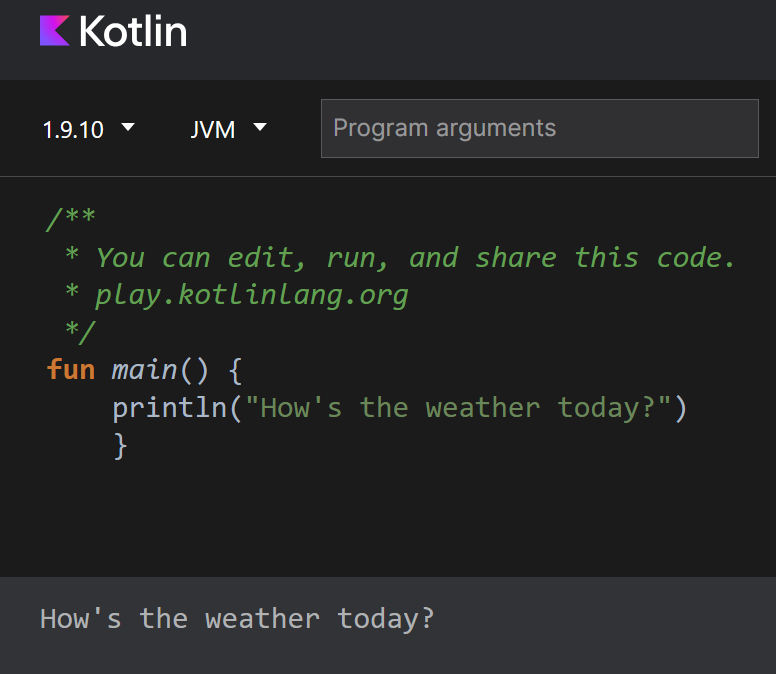 Kotlin
1.9.10 JVM Program arguments
/**
 * You can edit, run, and share this code.
 * play.kotlinlang.org
 */
fun main() {
    println("How's the weather today?")
    }
How's the weather today?